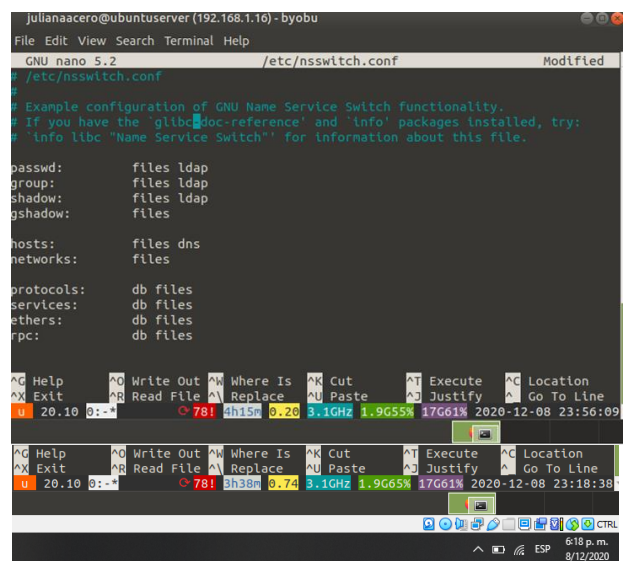 julianaacero@ubuntuserver (192.168.1.16) - byobu
File Edit View Search Terminal Help
GNU nano 5.2 /etc/nsswitch.conf Modified
# /etc/nsswitch.conf
#
# Example configuration of GNU Name Service Switch functionality.
# If you have the `glibc-doc-reference' and `info' packages installed, try:
# `info libc "Name Service Switch"' for information about this file.
passwd: files ldap
group: files ldap
shadow: files ldap
gshadow: files
hosts: files dns
networks: files
protocols: db files
services: db files
ethers: db files
rpc: db files
^G Help ^O Write Out ^W Where Is ^K Cut ^T Execute ^C Location
^X Exit ^R Read File ^\ Replace ^U Paste ^J Justify ^ Go To Line
u 20.10 0:-* 78! 4h15m 0.20 3.1GHz 1.9G55% 17G61% 2020-12-08 23:56:09
^G Help ^O Write Out ^W Where Is ^K Cut ^T Execute ^C Location
^X Exit ^R Read File ^\ Replace ^U Paste ^J Justify ^ Go To Line
u 20.10 0:-* 78! 3h38m 0.74 3.1GHz 1.9G65% 17G61% 2020-12-08 23:18:38
CTRL
ESP 6:18 p. m.
8/12/2020